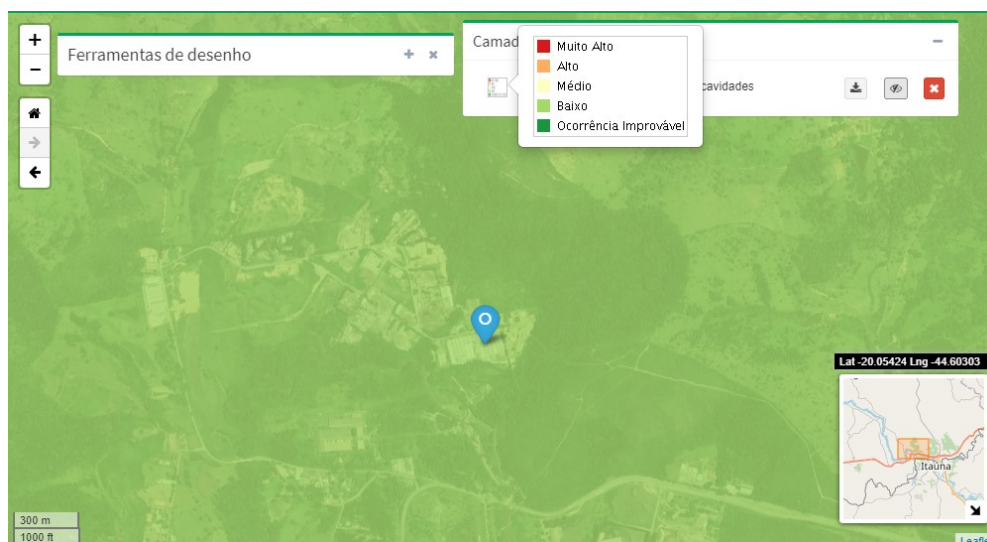 +
−
Ferramentas de desenho
+ ×
Camad
−
Muito Alto
Alto
Médio
Baixo
Ocorrência Improvável
cavidades
Lat -20.05424 Lng -44.60303
Itaúna
300 m
1000 ft
Leafle